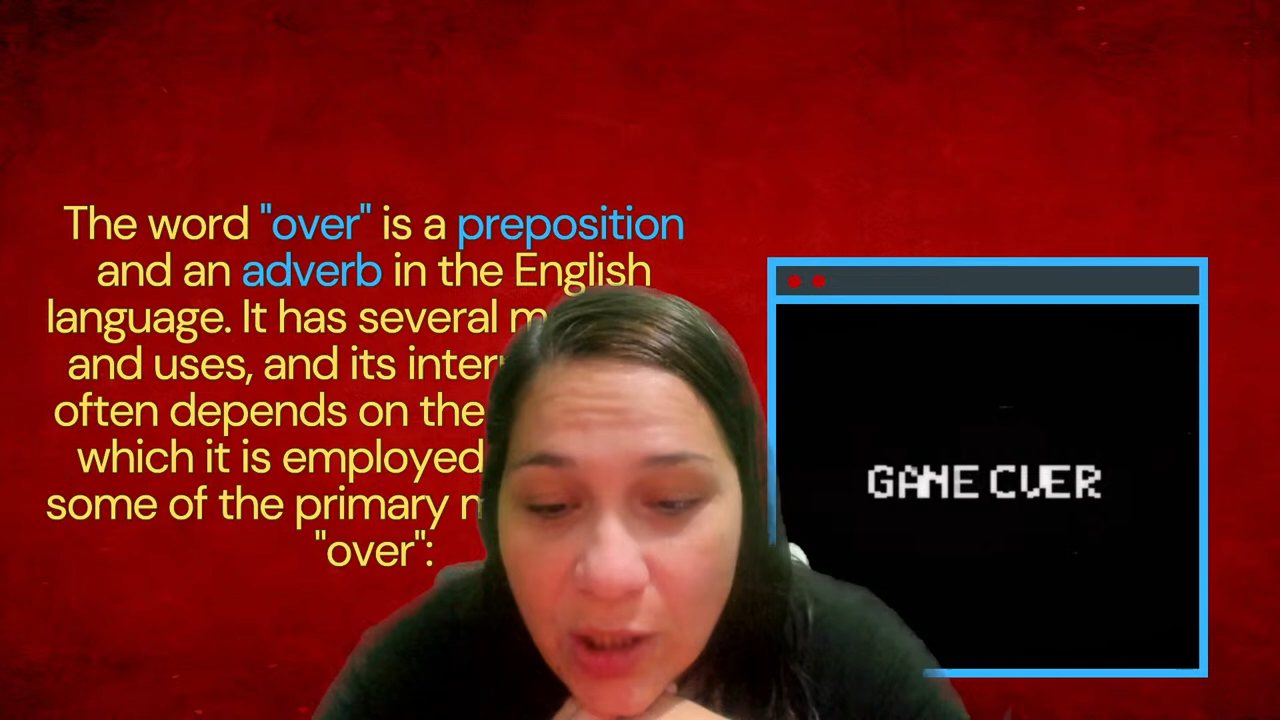 The word "over" is a preposition
and an adverb in the English
language. It has several
and uses, and its
often depends on the
which it is employed
some of the primary
"over":
GAME OVER